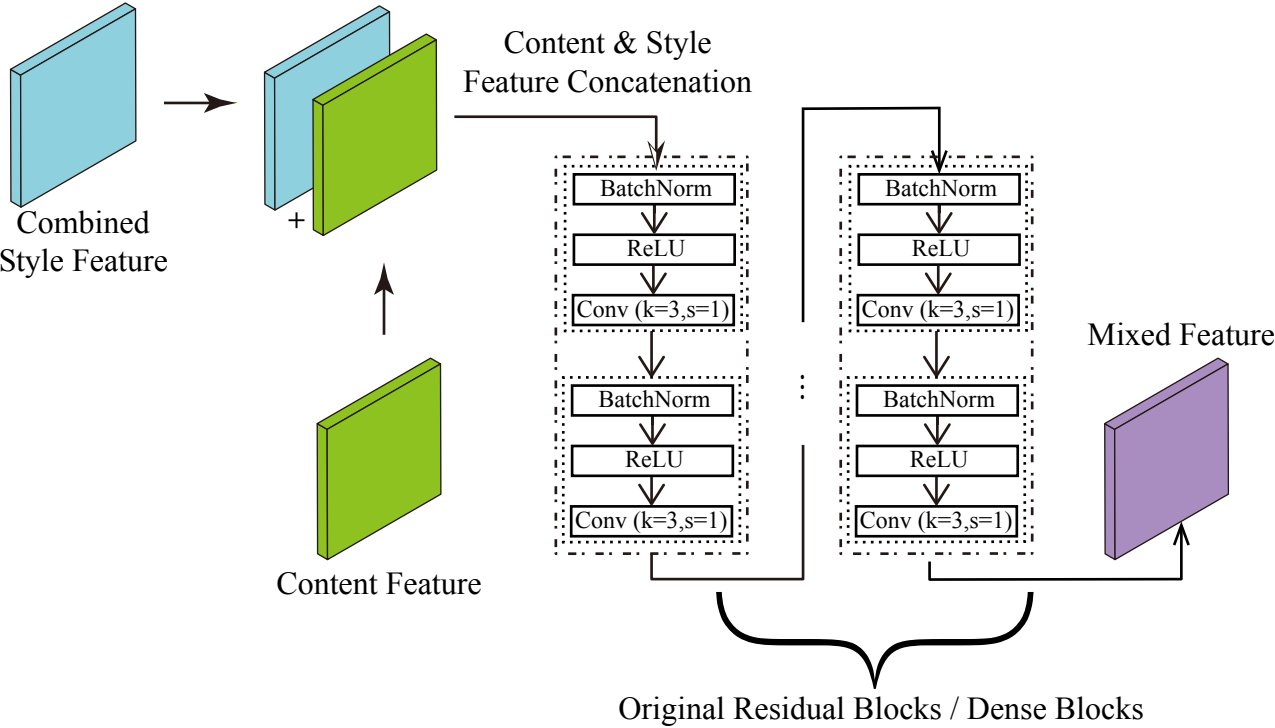 Content & Style
Feature Concatenation
Combined
Style Feature
+
Content Feature
BatchNorm
ReLU
Conv (k=3,s=1)
BatchNorm
ReLU
Conv (k=3,s=1)
BatchNorm
ReLU
Conv (k=3,s=1)
BatchNorm
ReLU
Conv (k=3,s=1)
Mixed Feature
Original Residual Blocks / Dense Blocks